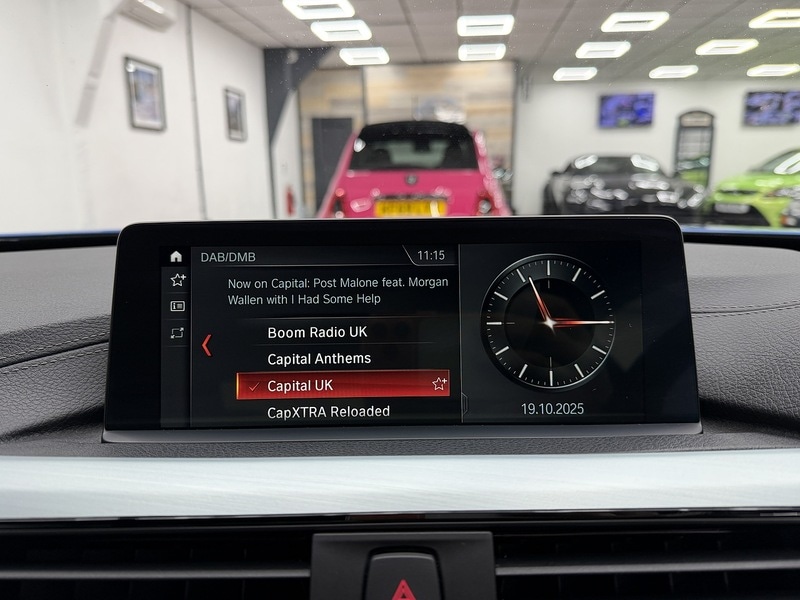 DAB/DMB
11:15
Now on Capital: Post Malone feat. Morgan
Wallen with I Had Some Help
Boom Radio UK
Capital Anthems
Capital UK
CapXTRA Reloaded
19.10.2025